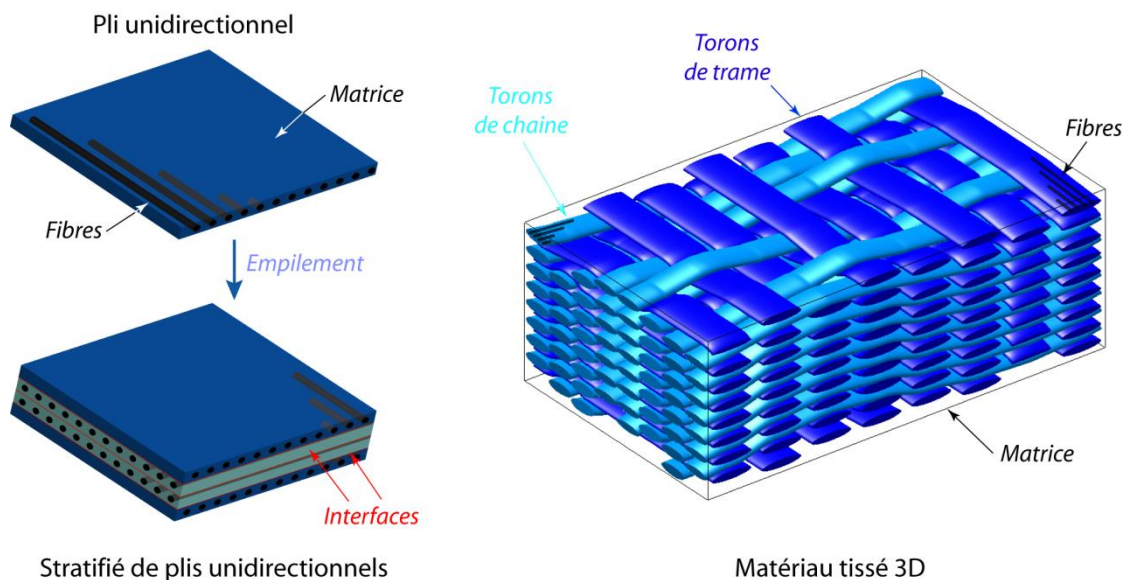 Pli unidirectionnel
Matrice
Fibres
Empilement
Interfaces
Stratifié de plis unidirectionnels
Torons
de trame
Torons
de chaine
Fibres
Matrice
Matériau tissé 3D